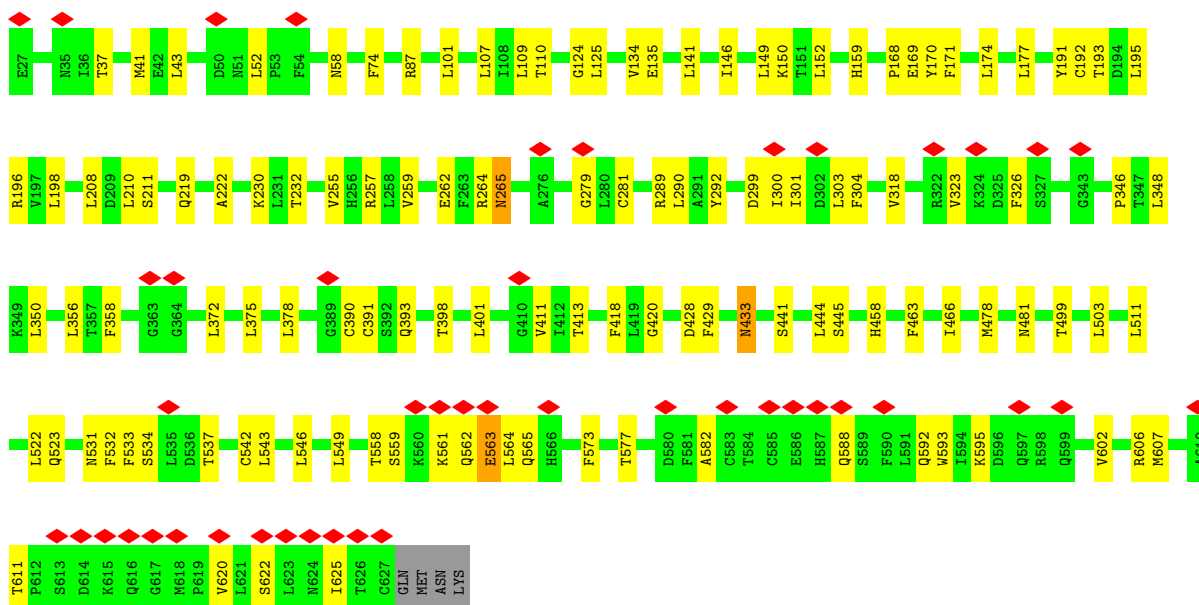 E27 N35 I36 T37 M41 E42 L43 D50 N51 L52 P53 F54 N58 F74 R87 L101 L107 I108 L109 T110 G124 L125 V134 E135 L141 I146 L149 K150 T151 L152 H159 P168 E169 Y170 F171 L174 L177 Y191 C192 T193 D194 L195
R196 V197 L198 L208 D209 L210 S211 Q219 A222 K230 L231 T232 V255 H256 R257 L258 V259 E262 F263 R264 N265 A276 G279 L280 C281 R289 L290 A291 Y292 D299 I300 I301 D302 L303 F304 V318 R322 V323 K324 D325 F326 S327 G343 P346 T347 L348
K349 L350 L356 T357 F358 G363 G364 L372 L375 L378 G389 C390 C391 S392 Q393 T398 L401 G410 V411 I412 T413 F418 L419 G420 D428 F429 N433 S441 L444 S445 H458 F463 I466 M478 N481 T499 L503 L511
L522 Q523 N531 F532 F533 S534 L535 D536 T537 C542 L543 L546 L549 T558 S559 K560 K561 Q562 E563 L564 Q565 H566 F573 T577 D580 F581 A582 C583 T584 C585 E586 H587 Q588 S589 F590 L591 Q592 W593 I594 K595 D596 Q597 R598 Q599 V602 R606 M607
T611 P612 S613 D614 K615 Q616 G617 M618 P619 V620 L621 S622 L623 N624 I625 T626 C627 GLN MET ASN LYS